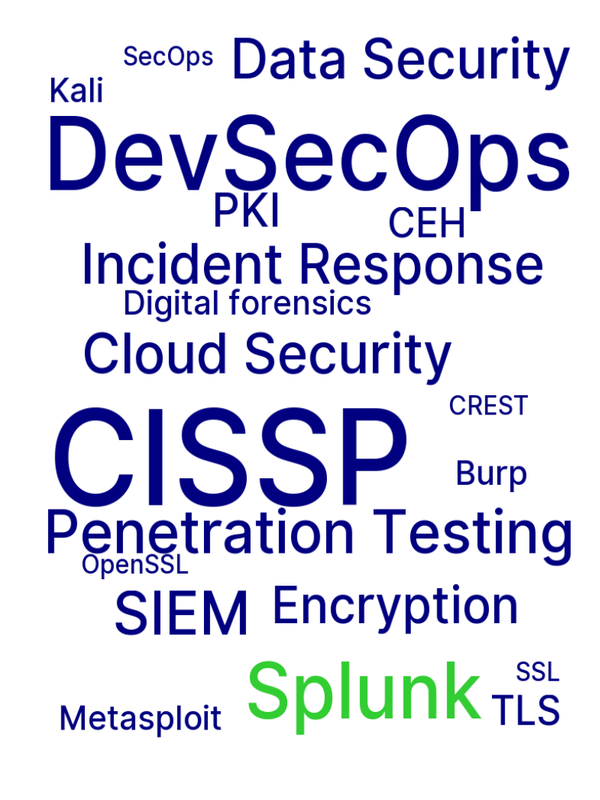 SecOps
Data Security
Kali
DevSecOps
PKI
CEH
Incident Response
Digital forensics
Cloud Security
CREST
CISSP
Burp
Penetration Testing
OpenSSL
SIEM
Encryption
Splunk
SSL
TLS
Metasploit